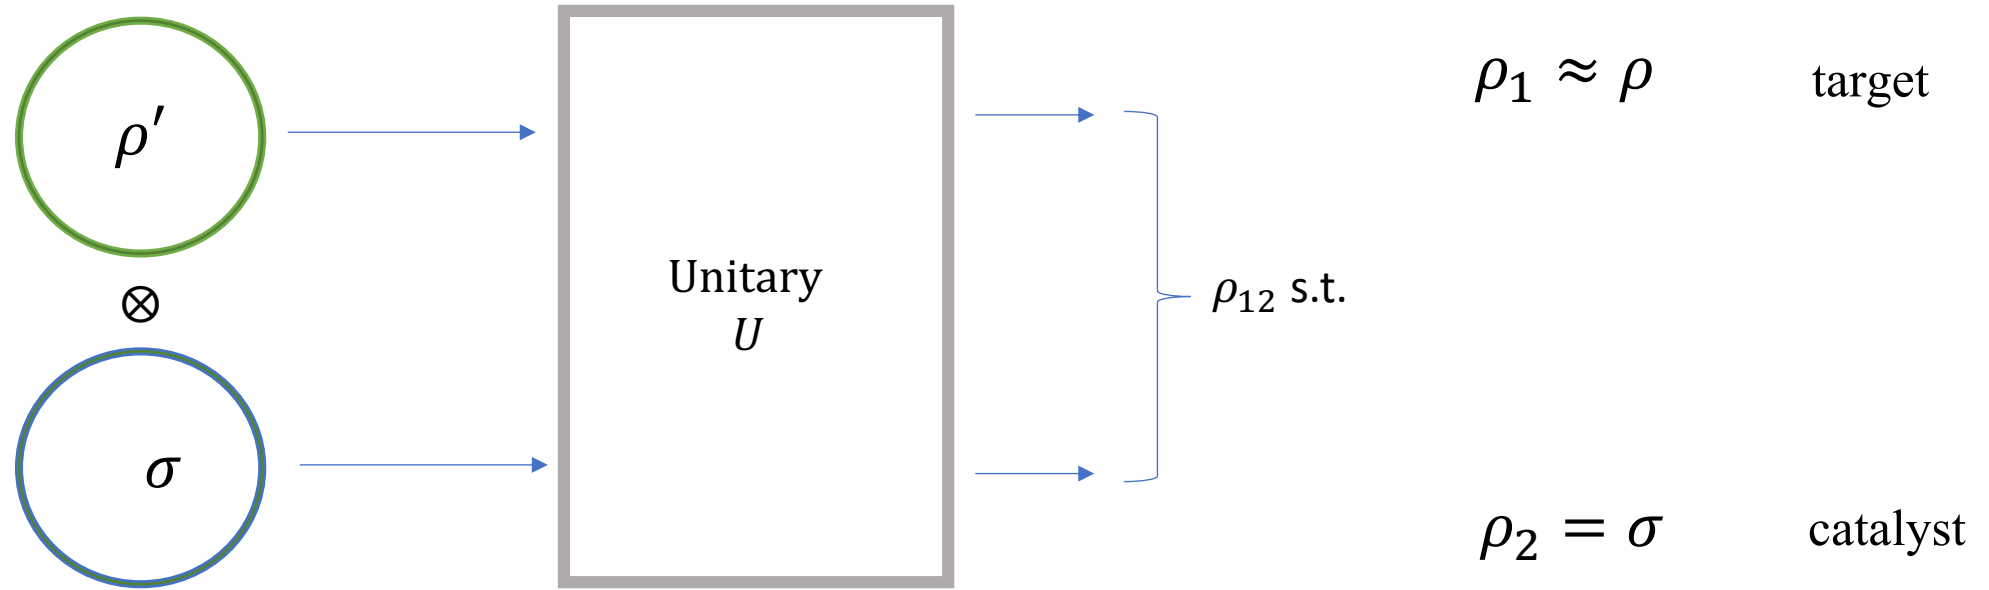 ρ′
⊗
σ
Unitary
U
ρ₁₂ s.t.
ρ₁ ≈ ρ target
ρ₂ = σ catalyst